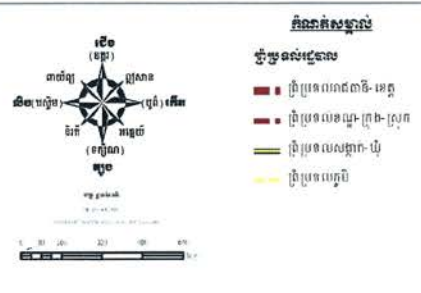 ជើង
(ឧត្តរ)
ពាយ័ព្យ
ឦសាន
លិច(បស្ចិម)
(បូព៌) កើត
និរតី
អាគ្នេយ៍
(ទក្សិណ)
ត្បូង
កំណត់សម្គាល់
ព្រំប្រទល់រដ្ឋបាល
ព្រំប្រទល់រាជធានី-ខេត្ត
ព្រំប្រទល់ខណ្ឌ-ក្រុង-ស្រុក
ព្រំប្រទល់សង្កាត់-ឃុំ
ព្រំប្រទល់ភូមិ